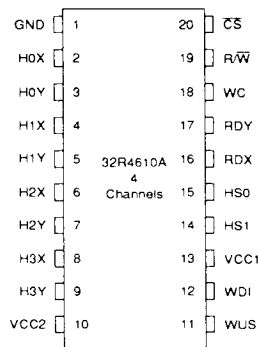 GND 1 20 C̅S̅
H0X 2 19 R/W̅
H0Y 3 18 WC
H1X 4 17 RDY
H1Y 5 16 RDX
32R4610A
4
Channels
H2X 6 15 HS0
H2Y 7 14 HS1
H3X 8 13 VCC1
H3Y 9 12 WDI
VCC2 10 11 WUS